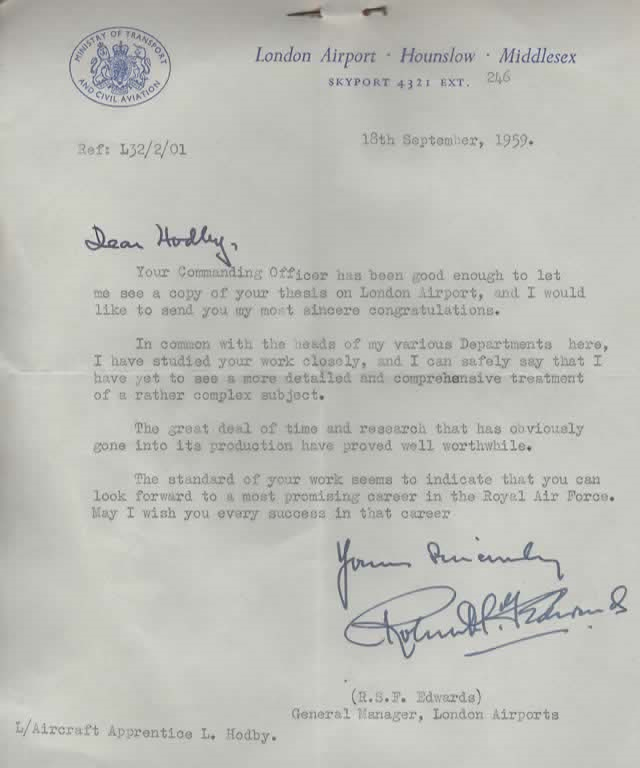 MINISTRY OF TRANSPORT
AND CIVIL AVIATION
London Airport · Hounslow · Middlesex
SKYPORT 4321 EXT. 246
Ref: L32/2/01
18th September, 1959.
Dear Hodby,
Your Commanding Officer has been good enough to let
me see a copy of your thesis on London Airport, and I would
like to send you my most sincere congratulations.
In common with the heads of my various Departments here,
I have studied your work closely, and I can safely say that I
have yet to see a more detailed and comprehensive treatment
of a rather complex subject.
The great deal of time and research that has obviously
gone into its production have proved well worthwhile.
The standard of your work seems to indicate that you can
look forward to a most promising career in the Royal Air Force.
May I wish you every success in that career
Yours Sincerely
(R.S.F. Edwards)
General Manager, London Airports
L/Aircraft Apprentice L. Hodby.